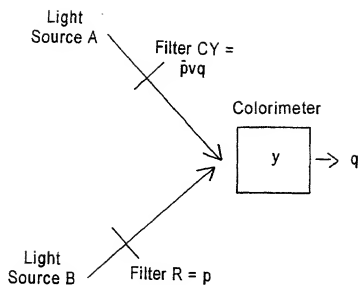 Light
Source A
Filter CY =
p̄vq
Colorimeter
y
q
Light
Source B
Filter R = p